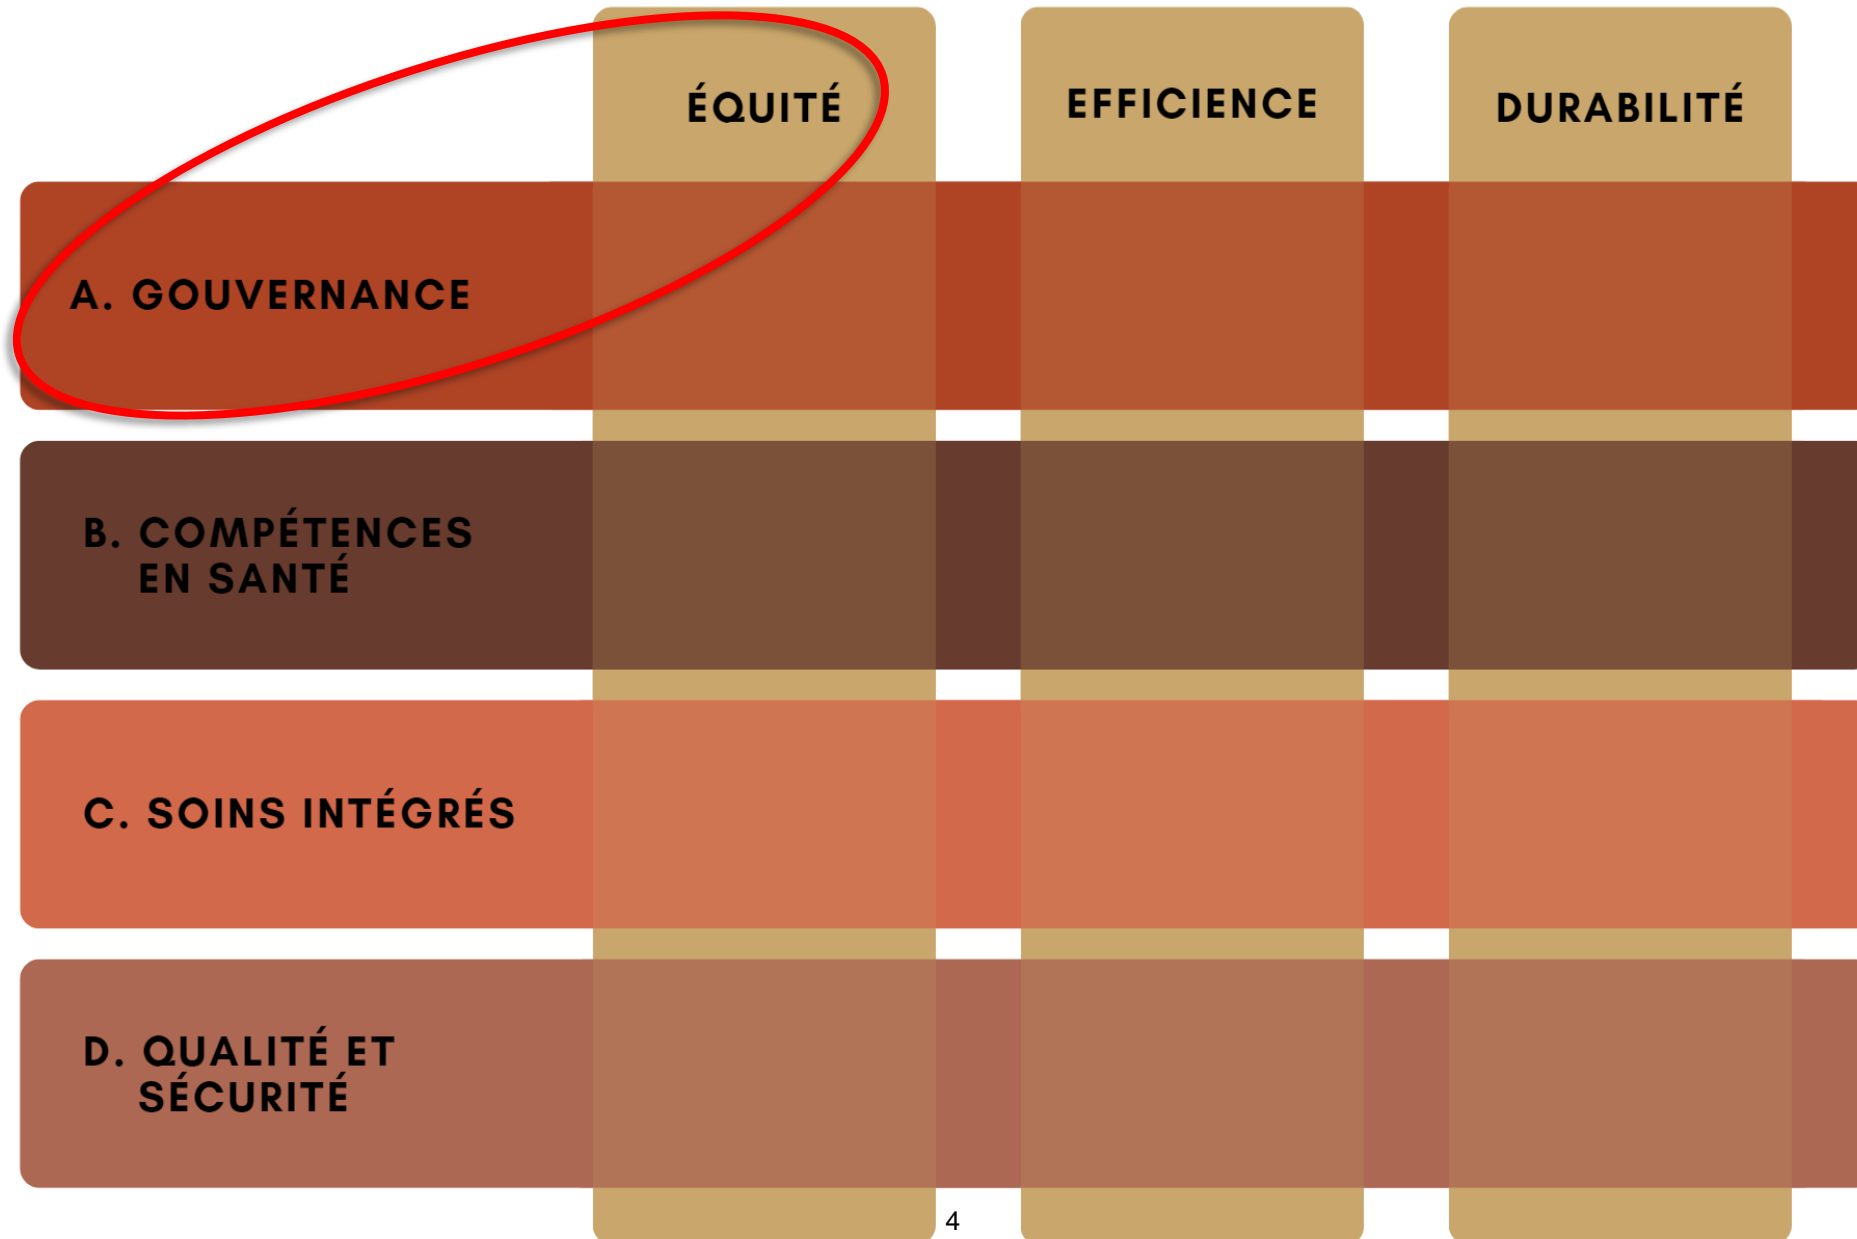 ÉQUITÉ
EFFICIENCE
DURABILITÉ
A. GOUVERNANCE
B. COMPÉTENCES
EN SANTÉ
C. SOINS INTÉGRÉS
D. QUALITÉ ET
SÉCURITÉ
4